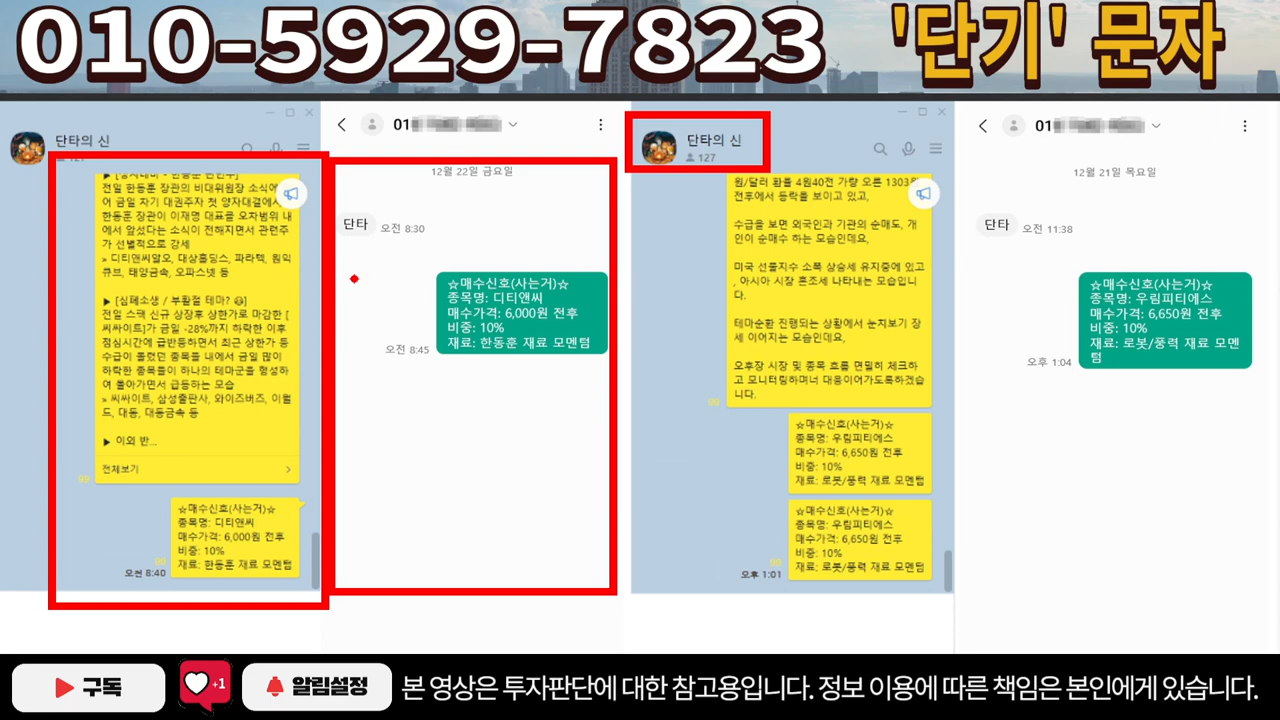 010-5929-7823 '단기' 문자
단타의 신
127
전일 한동훈 장관의 비대위원장 소식에
어 금일 차기 대권주자 첫 양자대결에서
한동훈 장관이 이재명 대표를 오차범위 내
에서 앞섰다는 소식이 전해지면서 관련주
가 선별적으로 강세
» 디티앤씨알오, 대상홀딩스, 파라텍, 원익
큐브, 태양금속, 오파스넷 등
▶ [심폐소생 / 부활절 테마? 😂]
전일 스팩 신규 상장후 상한가로 마감한 [
씨싸이트]가 금일 -28%까지 하락한 이후
점심시간에 급반등하면서 최근 상한가 등
수급이 몰렸던 종목들 내에서 금일 많이
하락한 종목들이 하나의 테마군을 형성하
여 돌아가면서 급등하는 모습
» 씨싸이트, 삼성출판사, 와이즈버즈, 이월
드, 대동, 대동금속 등
▶ 이외 반...
전체보기
99
☆매수신호(사는거)☆
종목명: 디티앤씨
매수가격: 6,000원 전후
비중: 10%
재료: 한동훈 재료 모멘텀
99
오전 8:40
01
12월 22일 금요일
단타
오전 8:30
☆매수신호(사는거)☆
종목명: 디티앤씨
매수가격: 6,000원 전후
비중: 10%
재료: 한동훈 재료 모멘텀
오전 8:45
단타의 신
127
원/달러 환율 4원40전 가량 오른 1303원
전후에서 등락을 보이고 있고,
수급을 보면 외국인과 기관의 순매도, 개
인이 순매수 하는 모습인데요,
미국 선물지수 소폭 상승세 유지중에 있고
, 아시아 시장 혼조세 나타내는 모습입니
다.
테마순환 진행되는 상황에서 눈치보기 장
세 이어지는 모습인데요,
오후장 시장 및 종목 흐름 면밀히 체크하
고 모니터링하며너 대응이어가도록하겠습
니다.
99
☆매수신호(사는거)☆
종목명: 우림피티에스
매수가격: 6,650원 전후
비중: 10%
재료: 로봇/풍력 재료 모멘텀
☆매수신호(사는거)☆
종목명: 우림피티에스
매수가격: 6,650원 전후
비중: 10%
재료: 로봇/풍력 재료 모멘텀
99
오후 1:01
01
12월 21일 목요일
단타
오전 11:38
☆매수신호(사는거)☆
종목명: 우림피티에스
매수가격: 6,650원 전후
비중: 10%
재료: 로봇/풍력 재료 모멘
텀
오후 1:04
구독
+1
알림설정
본 영상은 투자판단에 대한 참고용입니다. 정보 이용에 따른 책임은 본인에게 있습니다.